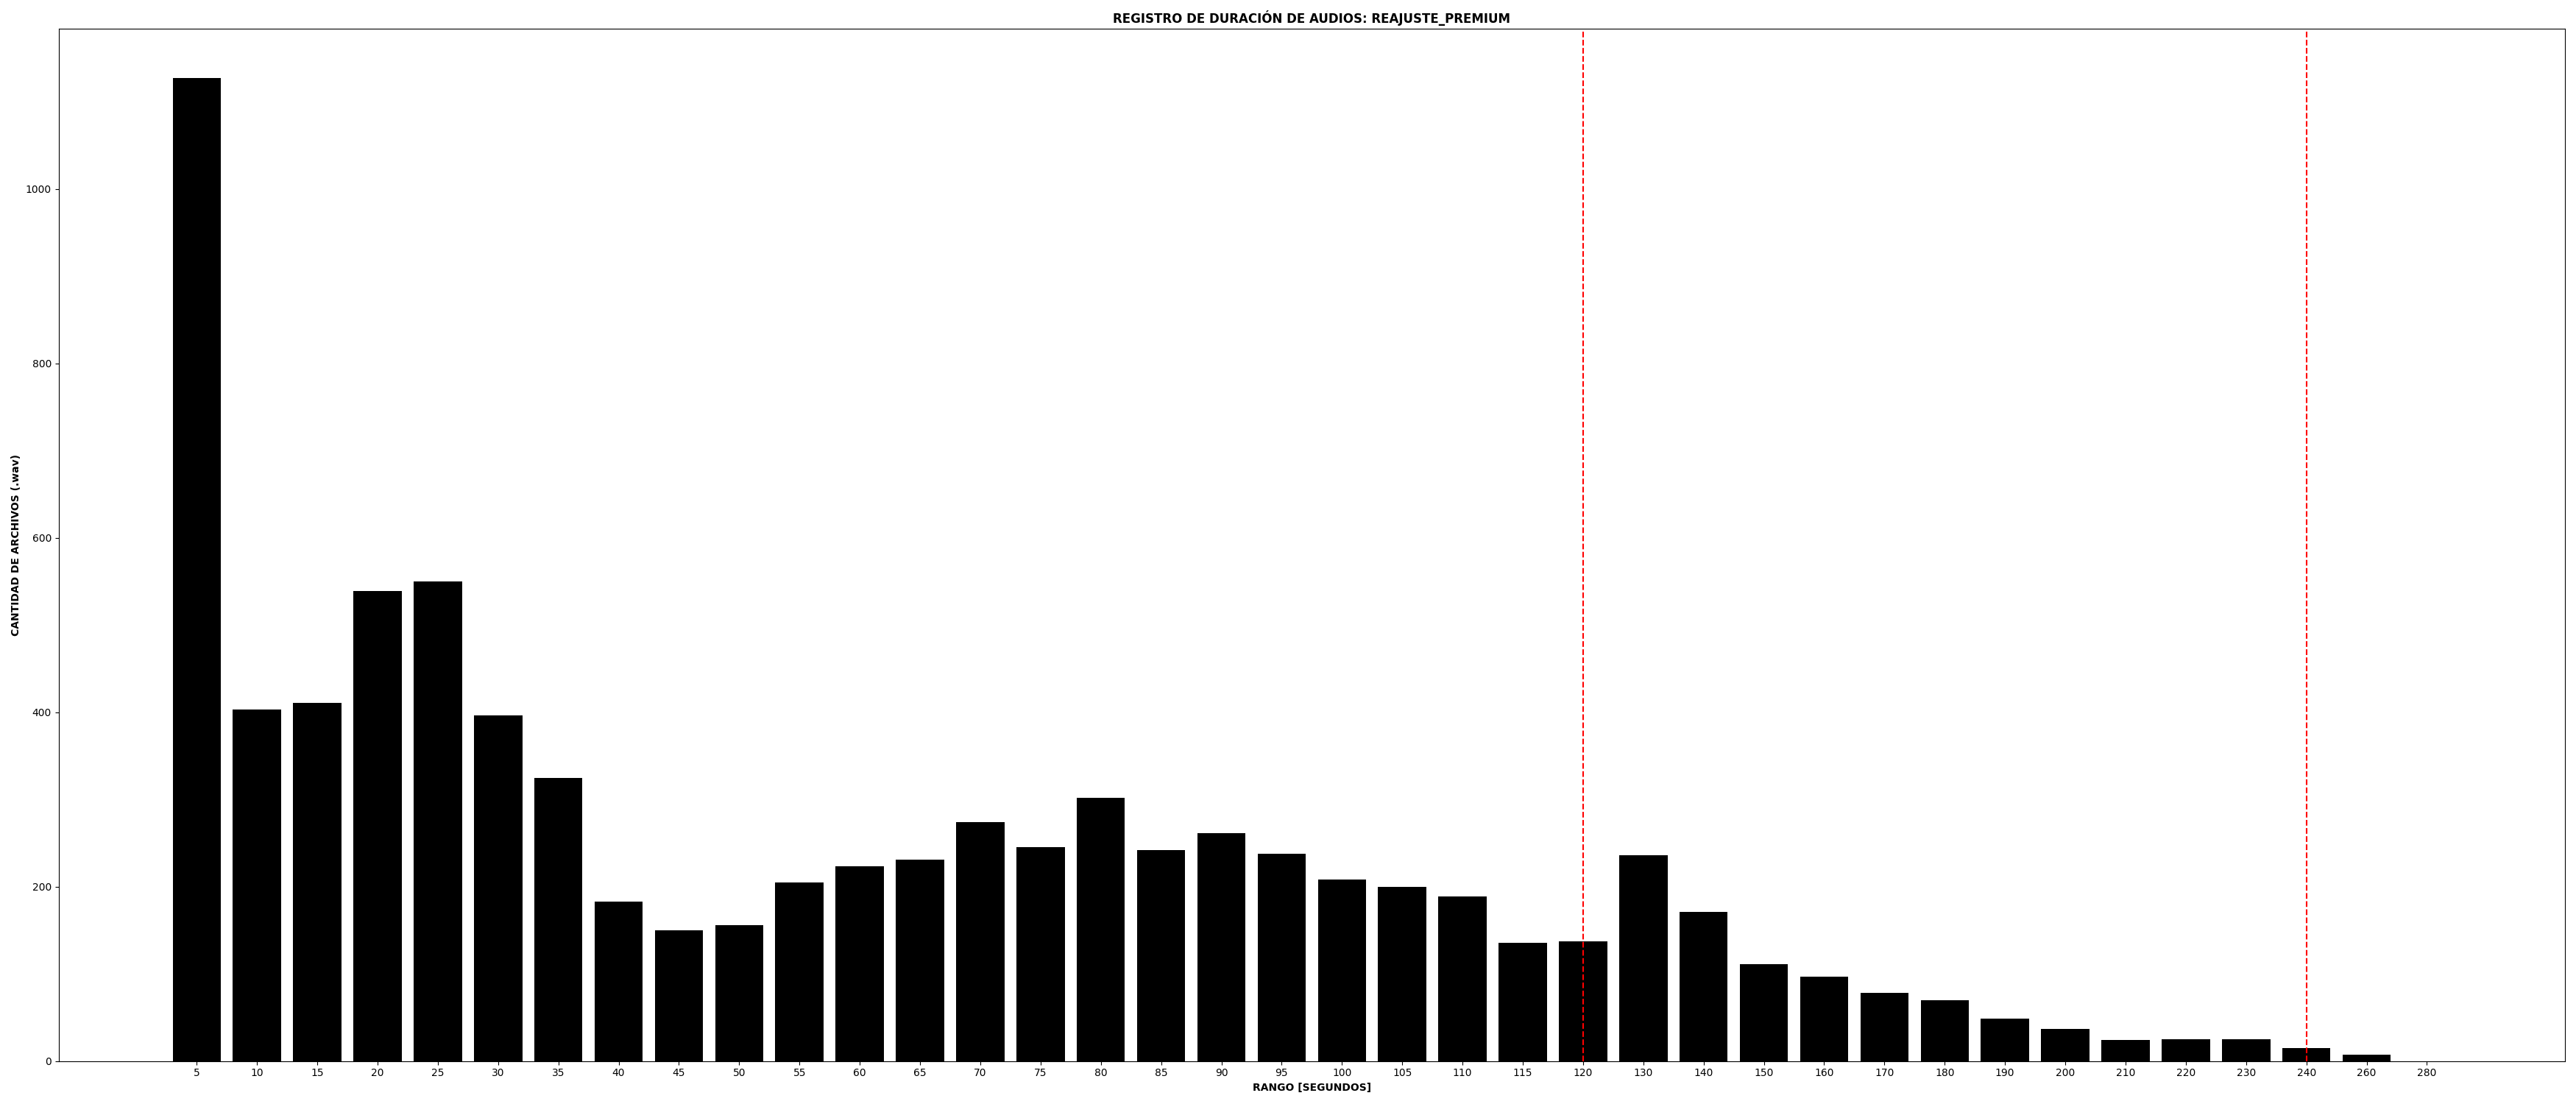 REGISTRO DE DURACIÓN DE AUDIOS: REAJUSTE_PREMIUM
CANTIDAD DE ARCHIVOS (.wav)
1000
800
600
400
200
0
5 10 15 20 25 30 35 40 45 50 55 60 65 70 75 80 85 90 95 100 105 110 115 120 130 140 150 160 170 180 190 200 210 220 230 240 260 280
RANGO [SEGUNDOS]